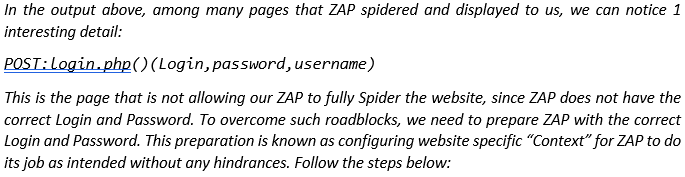 In the output above, among many pages that ZAP spidered and displayed to us, we can notice 1
interesting detail:
POST:login.php()(Login,password,username)
This is the page that is not allowing our ZAP to fully Spider the website, since ZAP does not have the
correct Login and Password. To overcome such roadblocks, we need to prepare ZAP with the correct
Login and Password. This preparation is known as configuring website specific “Context” for ZAP to do
its job as intended without any hindrances. Follow the steps below: